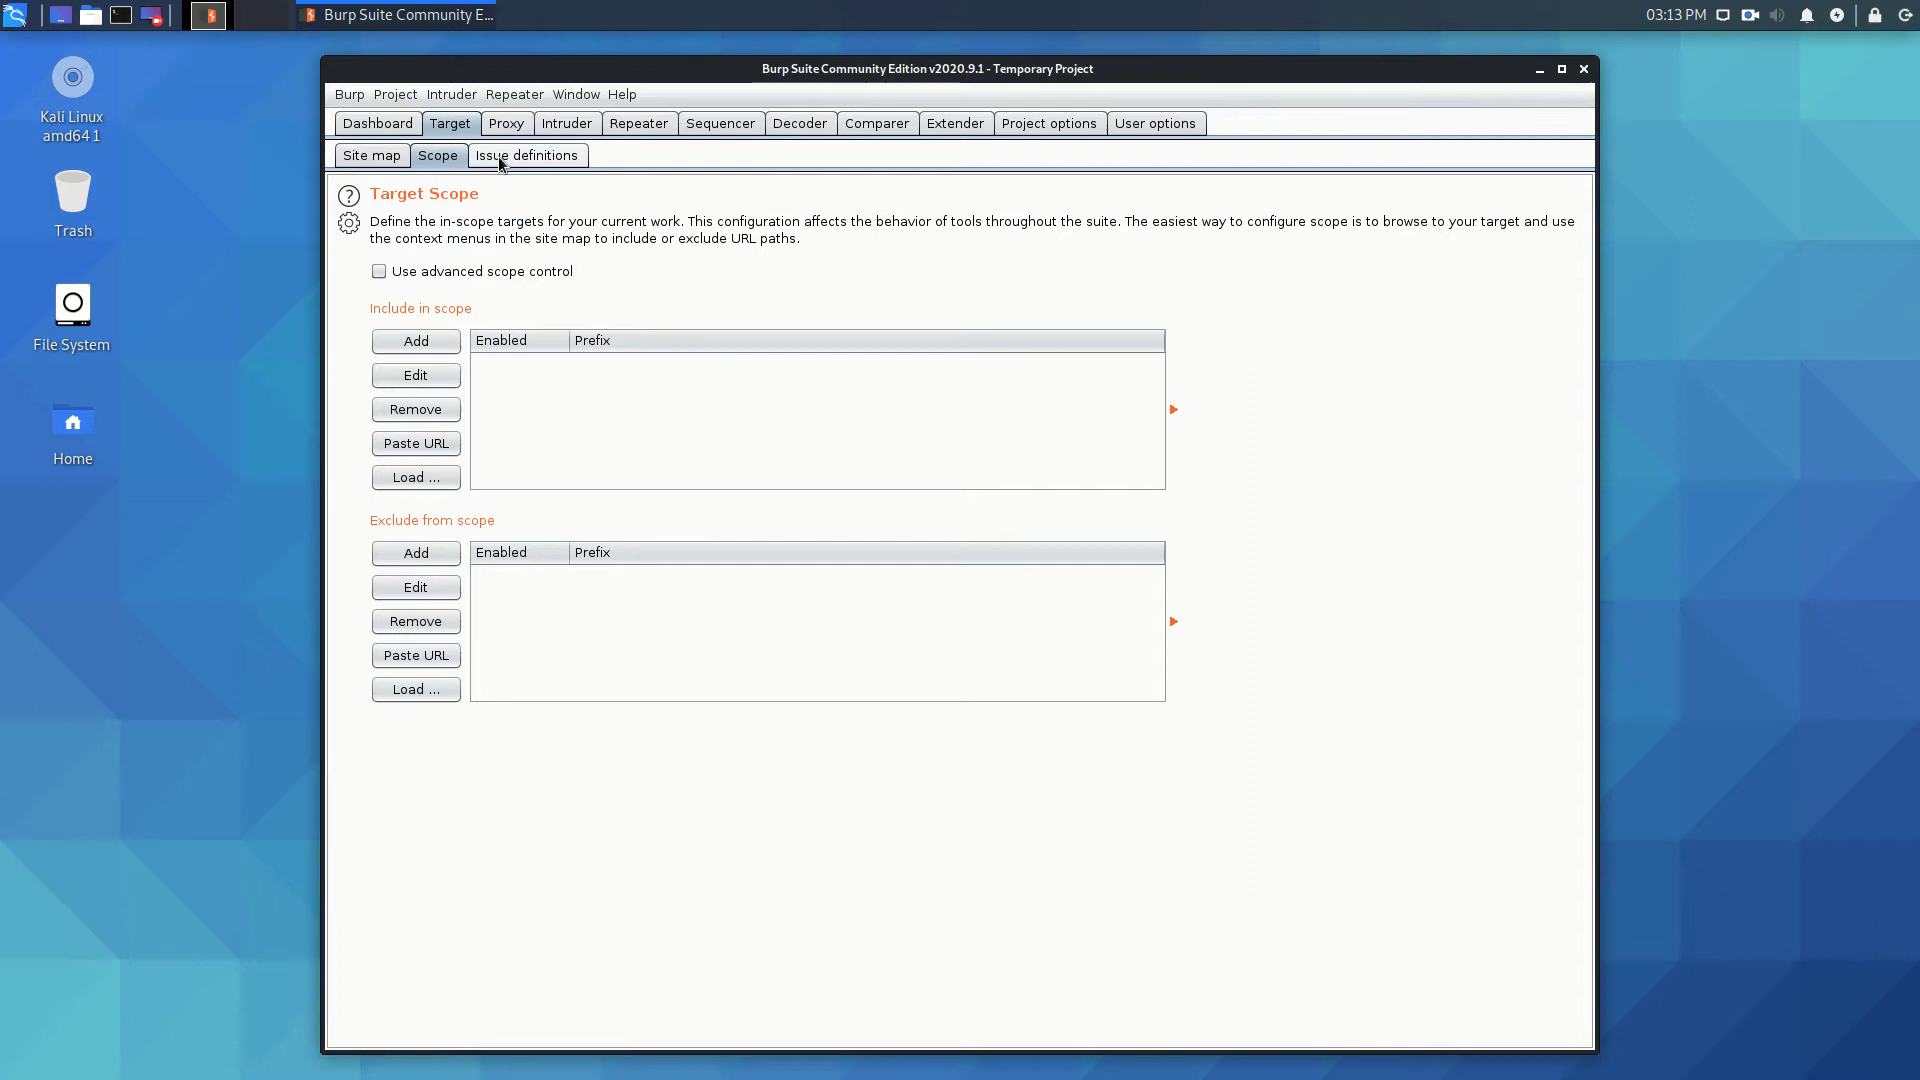 Burp Suite Community E...
03:13 PM
Kali Linux
amd64 1
Trash
File System
Home
Burp Suite Community Edition v2020.9.1 - Temporary Project
Burp Project Intruder Repeater Window Help
Dashboard Target Proxy Intruder Repeater Sequencer Decoder Comparer Extender Project options User options
Site map Scope Issue definitions
? Target Scope
Define the in-scope targets for your current work. This configuration affects the behavior of tools throughout the suite. The easiest way to configure scope is to browse to your target and use
the context menus in the site map to include or exclude URL paths.
Use advanced scope control
Include in scope
Add Enabled Prefix
Edit
Remove
Paste URL
Load ...
Exclude from scope
Add Enabled Prefix
Edit
Remove
Paste URL
Load ...